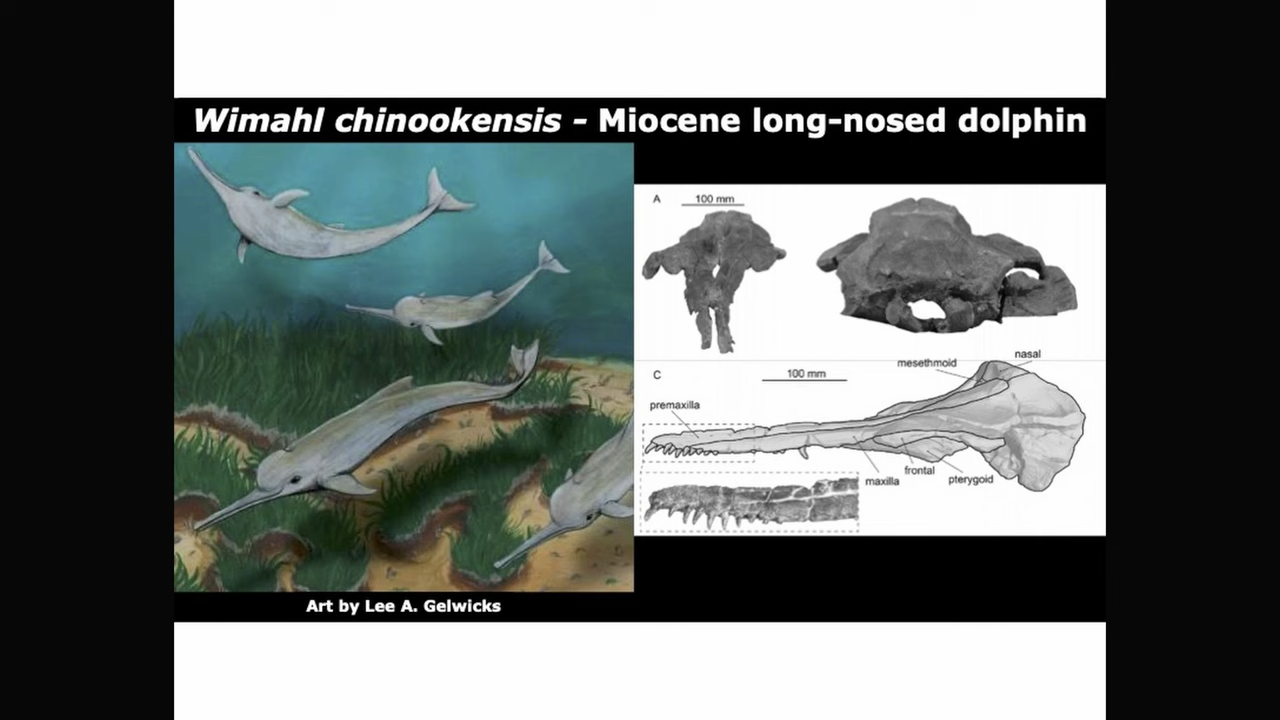 Wimahl chinookensis - Miocene long-nosed dolphin
A
100 mm
C
100 mm
mesethmoid
nasal
premaxilla
maxilla
frontal
pterygoid
Art by Lee A. Gelwicks